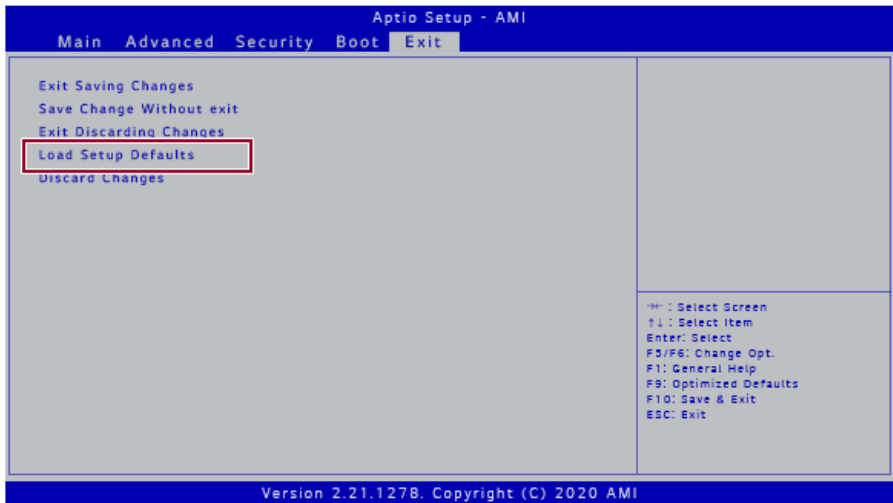 Aptio Setup - AMI
Main Advanced Security Boot Exit
Exit Saving Changes
Save Change Without exit
Exit Discarding Changes
Load Setup Defaults
Discard Changes
→←: Select Screen
↑↓: Select Item
Enter: Select
F5/F6: Change Opt.
F1: General Help
F9: Optimized Defaults
F10: Save & Exit
ESC: Exit
Version 2.21.1278. Copyright (C) 2020 AMI